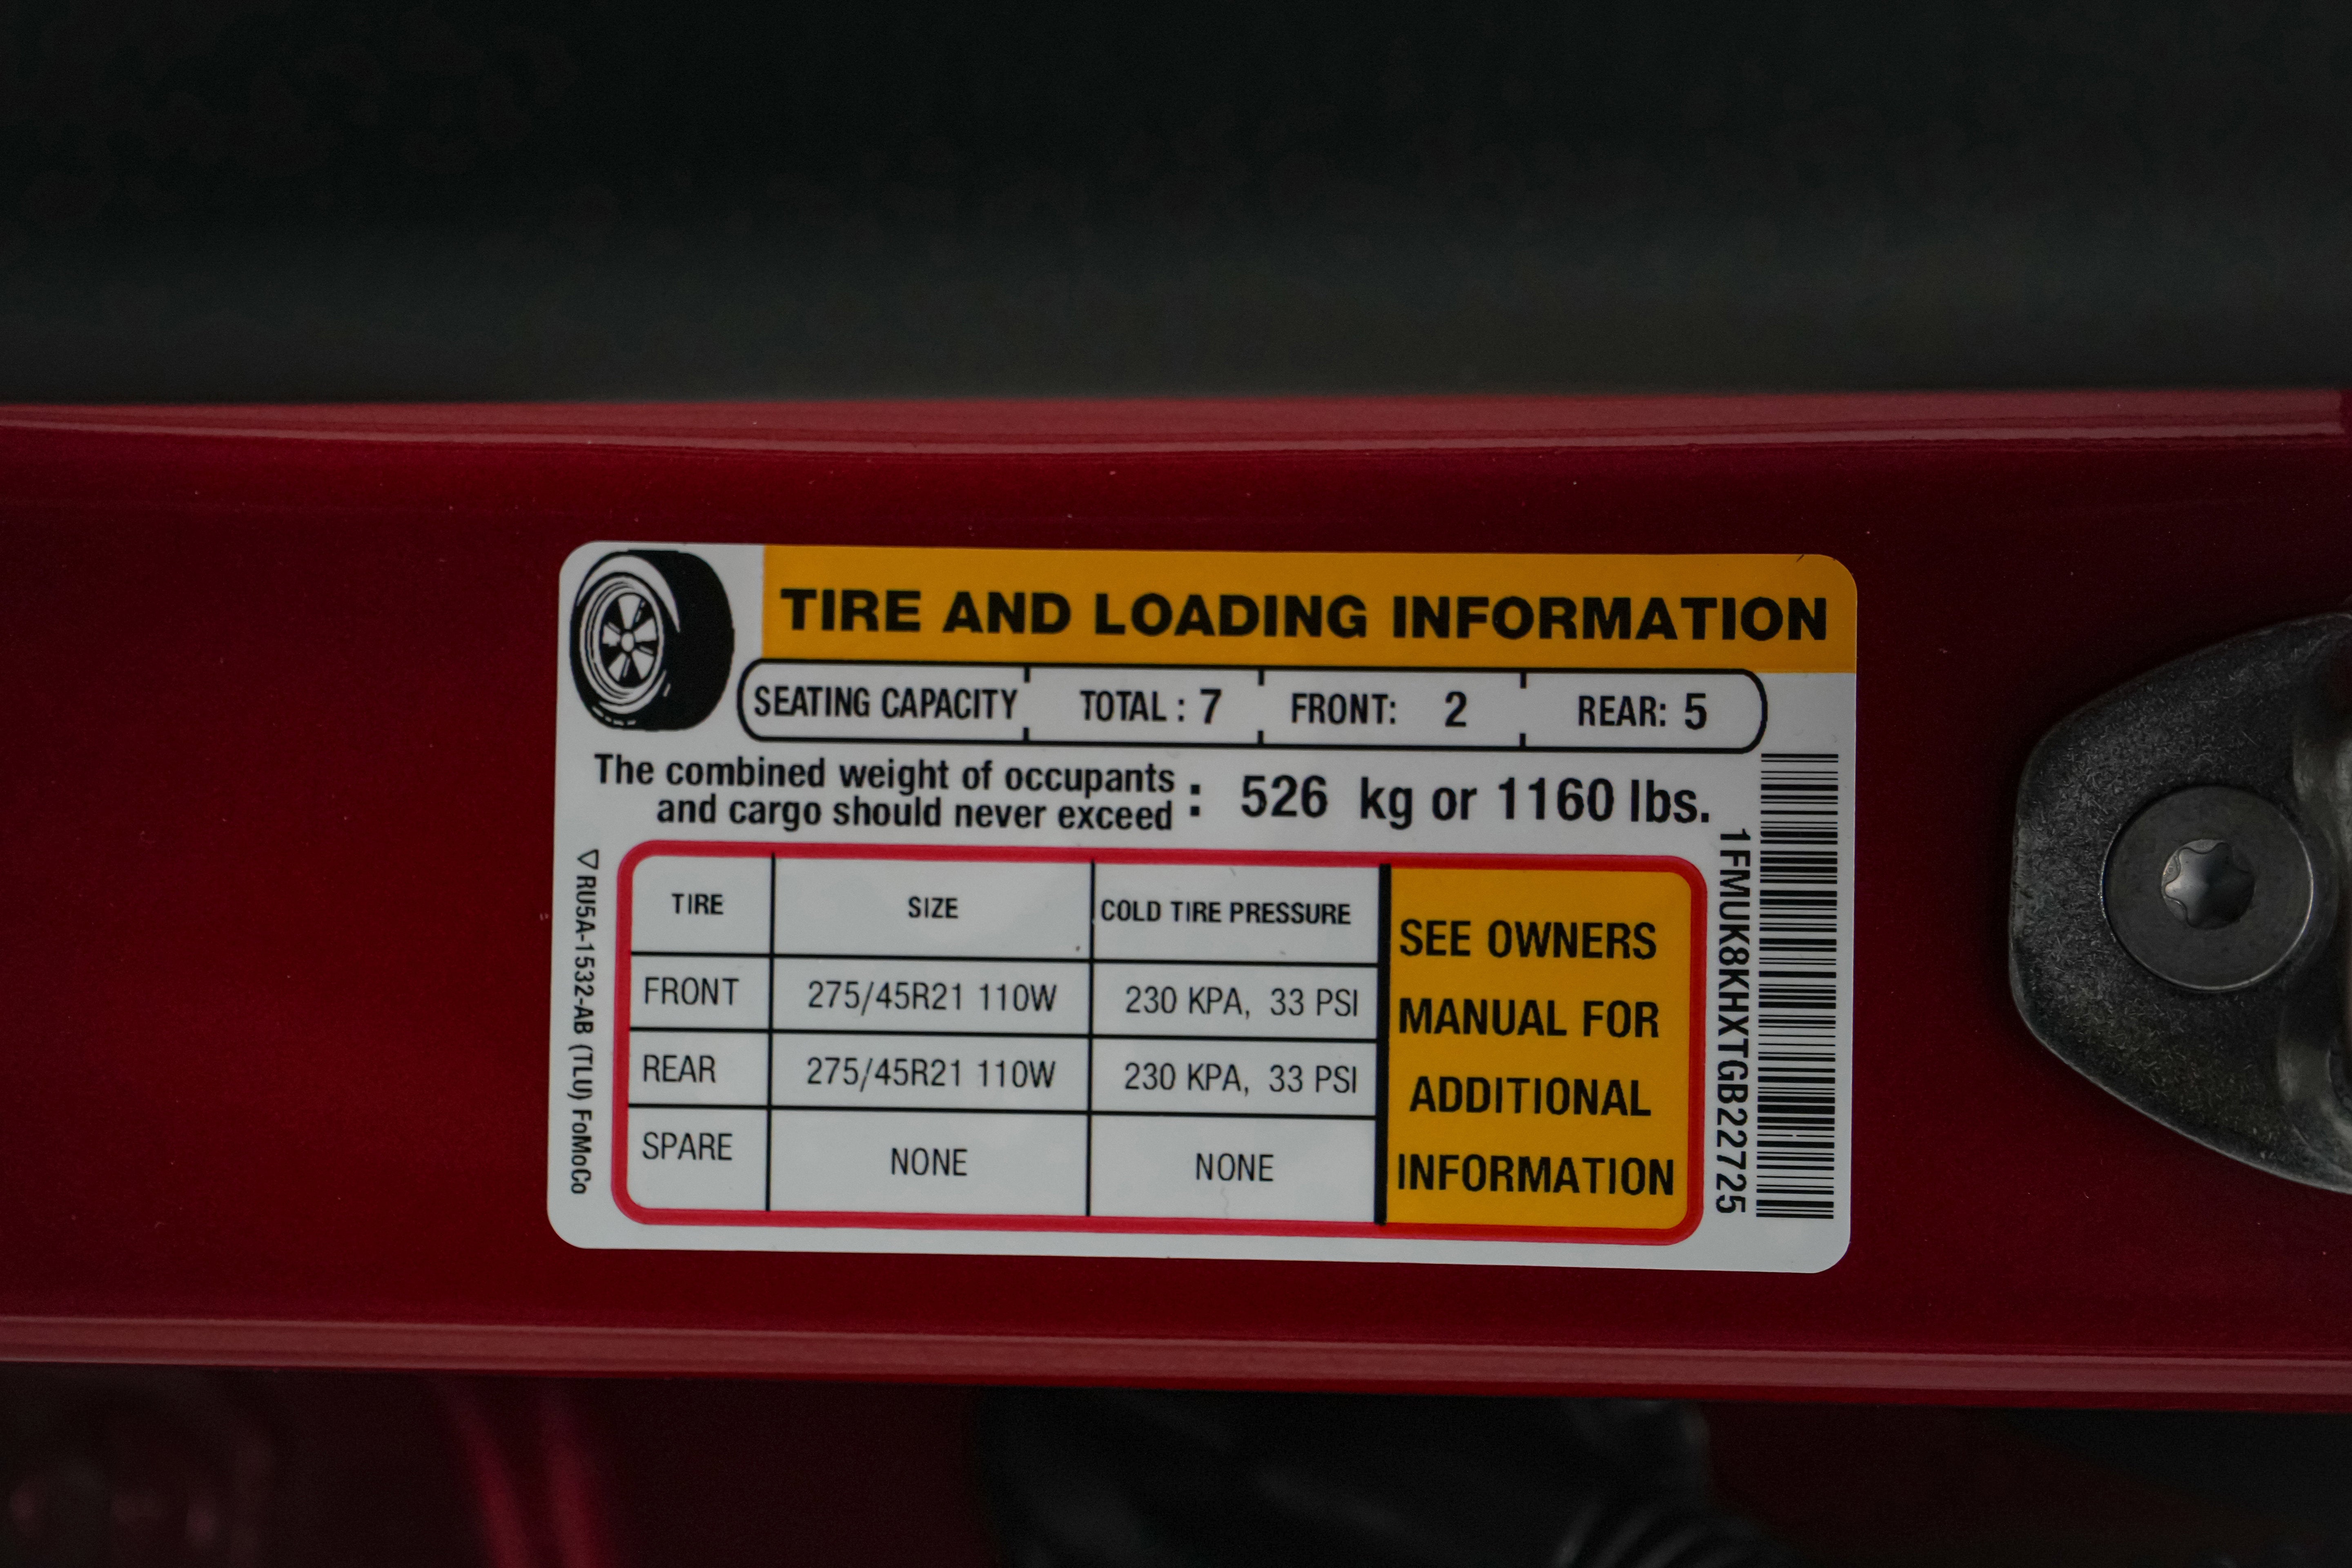 TIRE AND LOADING INFORMATION
SEATING CAPACITY TOTAL : 7 FRONT: 2 REAR: 5
The combined weight of occupants
and cargo should never exceed : 526 kg or 1160 lbs.
TIRE SIZE COLD TIRE PRESSURE
FRONT 275/45R21 110W 230 KPA, 33 PSI
REAR 275/45R21 110W 230 KPA, 33 PSI
SPARE NONE NONE
SEE OWNERS
MANUAL FOR
ADDITIONAL
INFORMATION
RU5A-1532-AB (TLU) FoMoCo
1FMUK8KHXTGB22725